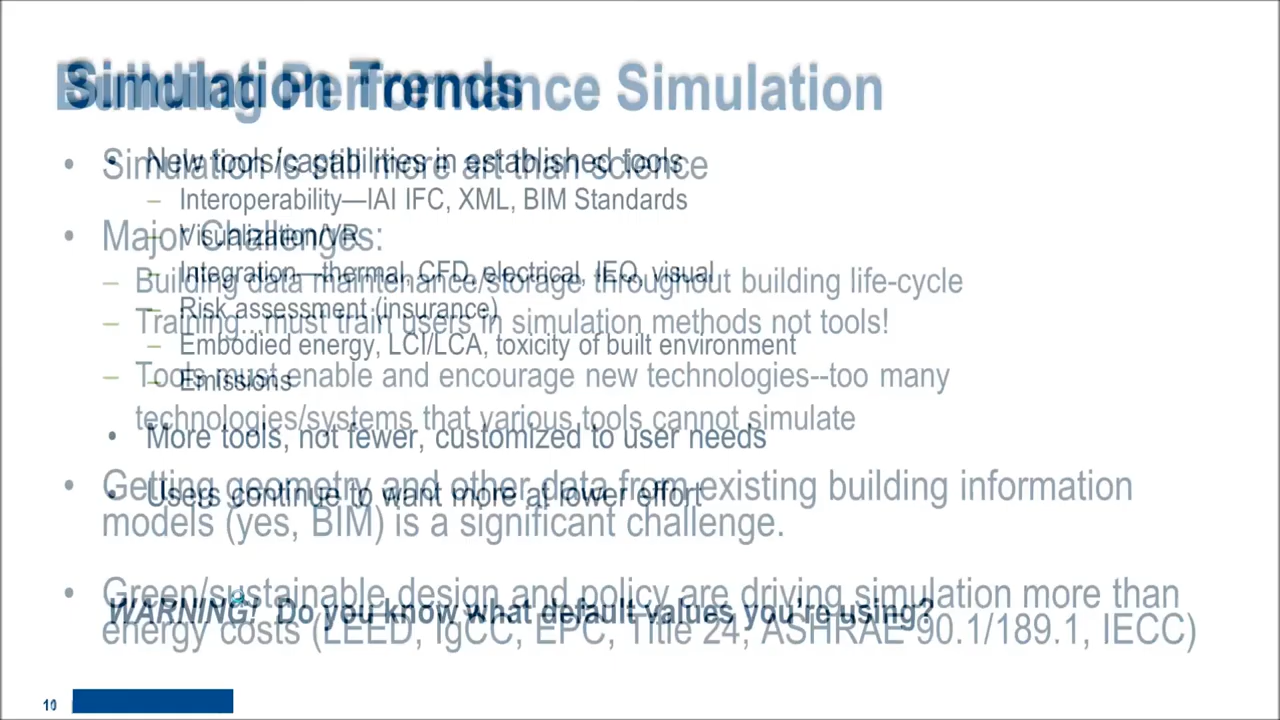 Simulation Trends
Building Performance Simulation
• New tools/capabilities in established tools
• Simulation is still more art than science
– Interoperability—IAI IFC, XML, BIM Standards
– Visualization/VR
• Major Challenges:
– Integration—thermal, CFD, electrical, IEQ, visual
– Building data maintenance/storage throughout building life-cycle
– Risk assessment (insurance)
– Training...must train users in simulation methods not tools!
– Embodied energy, LCI/LCA, toxicity of built environment
– Emissions
– Tools must enable and encourage new technologies--too many
technologies/systems that various tools cannot simulate
• More tools, not fewer, customized to user needs
• Getting geometry and other data from existing building information
• Users continue to want more at lower effort
models (yes, BIM) is a significant challenge.
• Green/sustainable design and policy are driving simulation more than
WARNING! Do you know what default values you're using?
energy costs (LEED, IgCC, EPC, Title 24, ASHRAE 90.1/189.1, IECC)